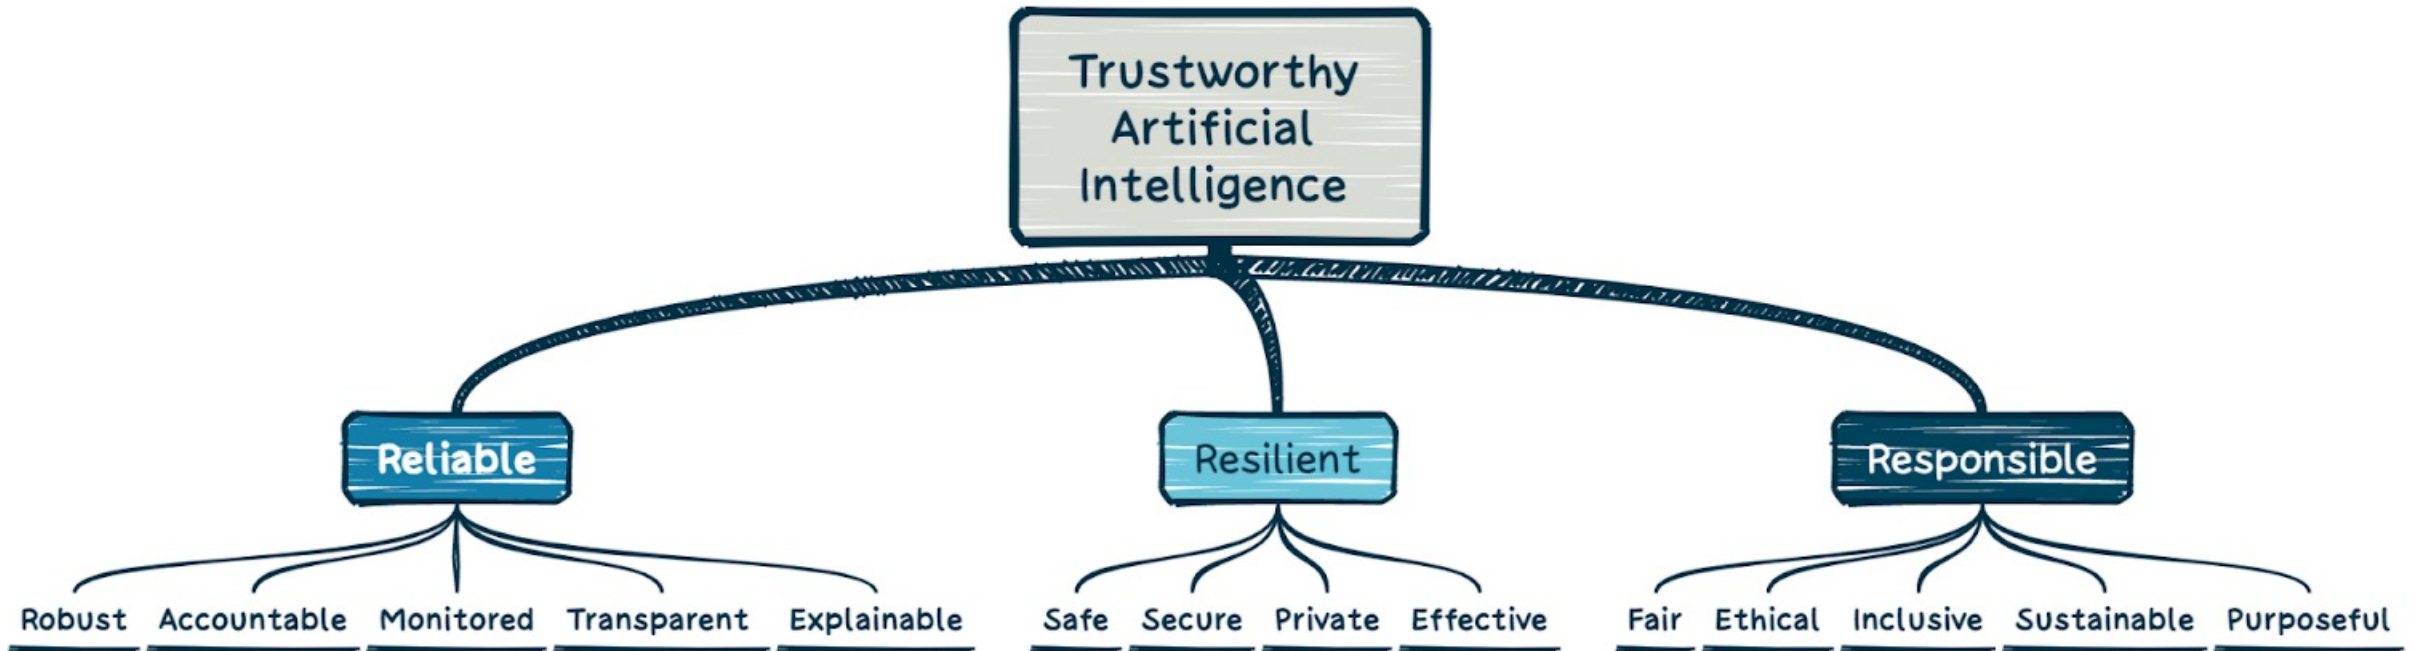 Trustworthy
Artificial
Intelligence
Reliable Resilient Responsible
Robust Accountable Monitored Transparent Explainable Safe Secure Private Effective Fair Ethical Inclusive Sustainable Purposeful